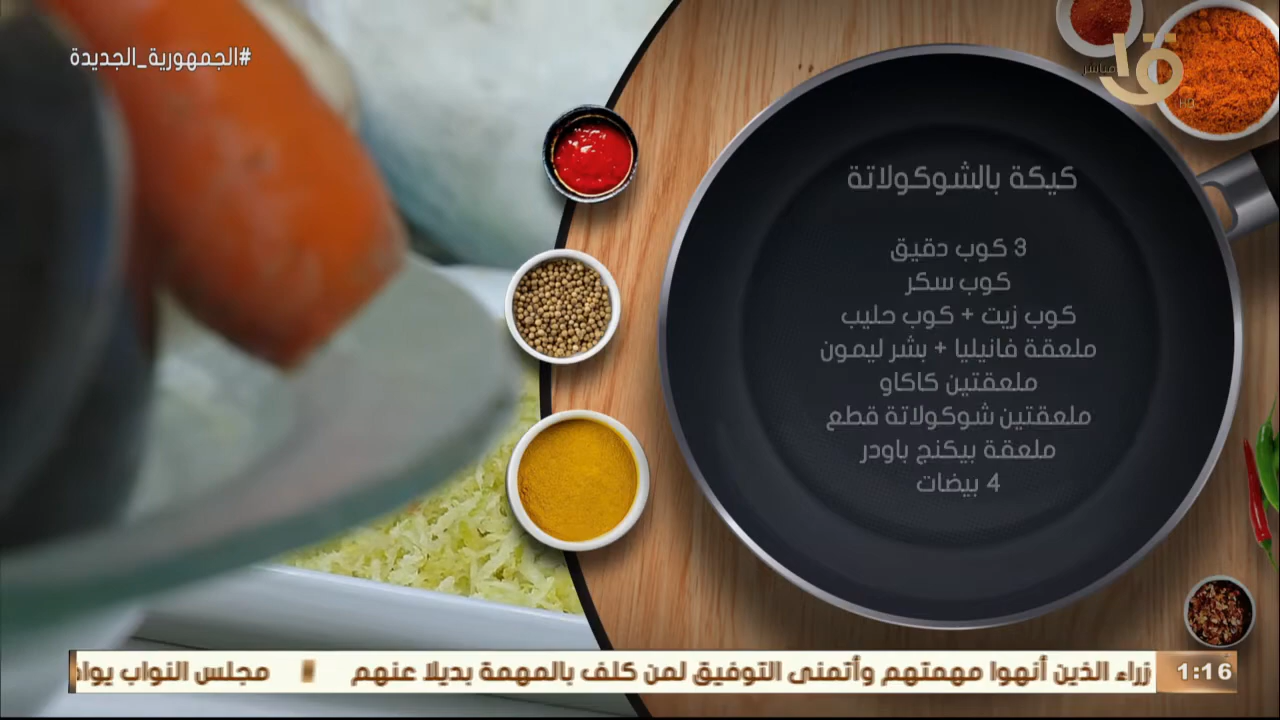 #الجمهورية_الجديدة
مباشر
HD
كيكة بالشوكولاتة
3 كوب دقيق
كوب سكر
كوب زيت + كوب حليب
ملعقة فانيليا + بشر ليمون
ملعقتين كاكاو
ملعقتين شوكولاتة قطع
ملعقة بيكنج باودر
4 بيضات
1:16
زراء الذين أنهوا مهمتهم وأتمنى التوفيق لمن كلف بالمهمة بديلا عنهم
مجلس النواب